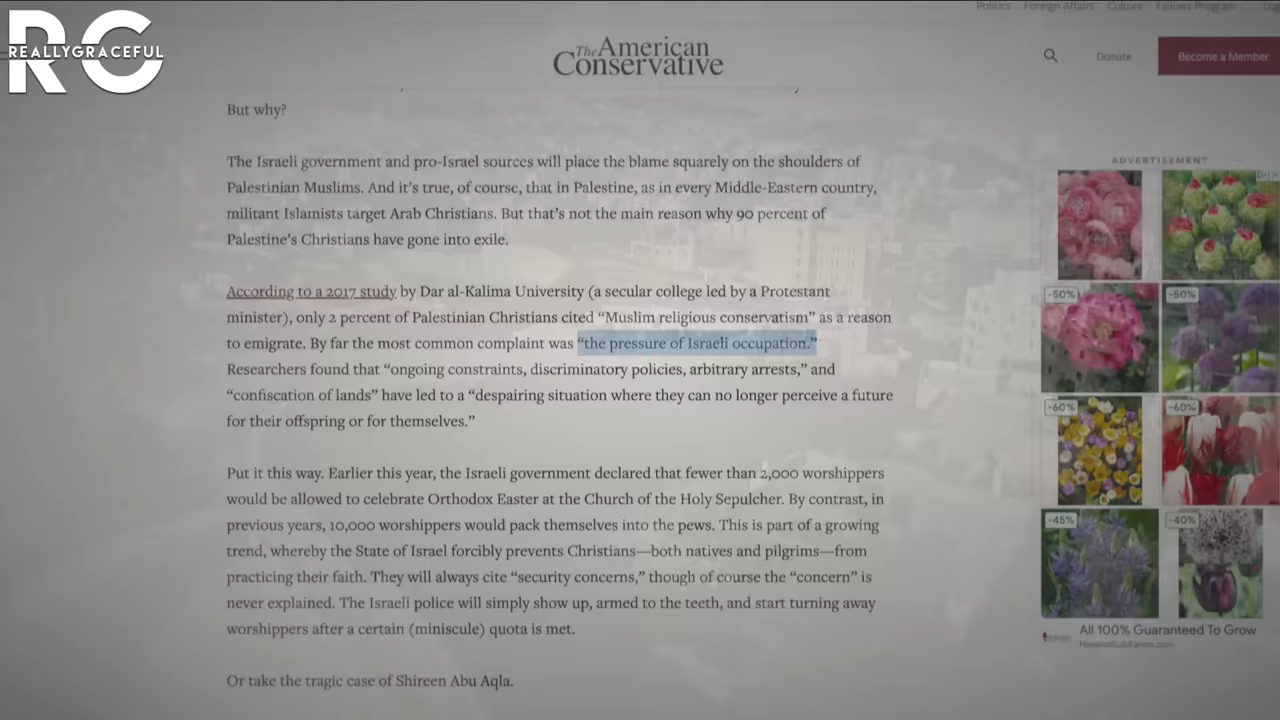 RC
REALLYGRACEFUL
Politics Foreign Affairs Culture Fellows Program
The American
Conservative
Donate
Become a Member
But why?
The Israeli government and pro-Israel sources will place the blame squarely on the shoulders of
Palestinian Muslims. And it’s true, of course, that in Palestine, as in every Middle-Eastern country,
militant Islamists target Arab Christians. But that’s not the main reason why 90 percent of
Palestine’s Christians have gone into exile.
According to a 2017 study by Dar al-Kalima University (a secular college led by a Protestant
minister), only 2 percent of Palestinian Christians cited “Muslim religious conservatism” as a reason
to emigrate. By far the most common complaint was “the pressure of Israeli occupation.”
Researchers found that “ongoing constraints, discriminatory policies, arbitrary arrests,” and
“confiscation of lands” have led to a “despairing situation where they can no longer perceive a future
for their offspring or for themselves.”
Put it this way. Earlier this year, the Israeli government declared that fewer than 2,000 worshippers
would be allowed to celebrate Orthodox Easter at the Church of the Holy Sepulcher. By contrast, in
previous years, 10,000 worshippers would pack themselves into the pews. This is part of a growing
trend, whereby the State of Israel forcibly prevents Christians—both natives and pilgrims—from
practicing their faith. They will always cite “security concerns,” though of course the “concern” is
never explained. The Israeli police will simply show up, armed to the teeth, and start turning away
worshippers after a certain (miniscule) quota is met.
Or take the tragic case of Shireen Abu Aqla.
ADVERTISEMENT
-50% -50%
-60% -60%
-45% -40%
All 100% Guaranteed To Grow